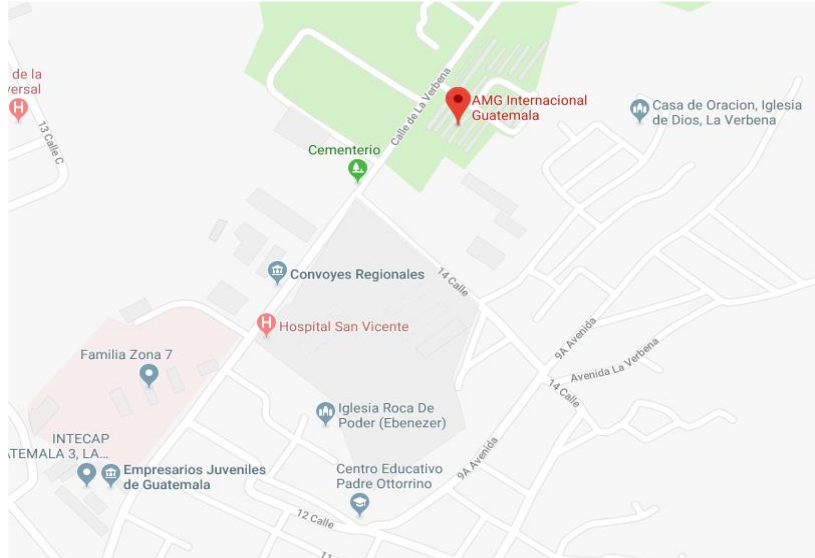 de la
versal
13 Calle C
Calle de La Verbena
AMG Internacional
Guatemala
Casa de Oracion, Iglesia
de Dios, La Verbena
Cementerio
14 Calle
Convoyes Regionales
H
H
Hospital San Vicente
9A Avenida
Avenida La Verbena
14 Calle
Familia Zona 7
Iglesia Roca De
Poder (Ebenezer)
INTECAP
TEMALA 3, LA...
Empresarios Juveniles
de Guatemala
Centro Educativo
Padre Ottorrino
9A Avenida
12 Calle